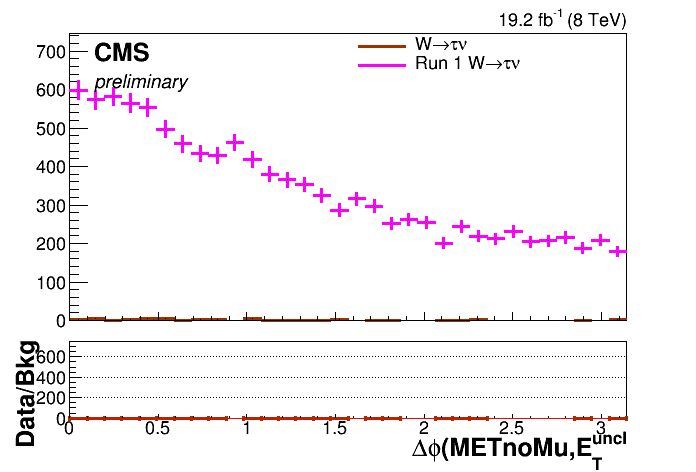 19.2 fb⁻¹ (8 TeV)
CMS
preliminary
W→τν
Run 1 W→τν
700
600
500
400
300
200
100
0
Data/Bkg
600
400
200
0
0 0.5 1 1.5 2 2.5 3
Δϕ(METnoMu,E_T^uncl